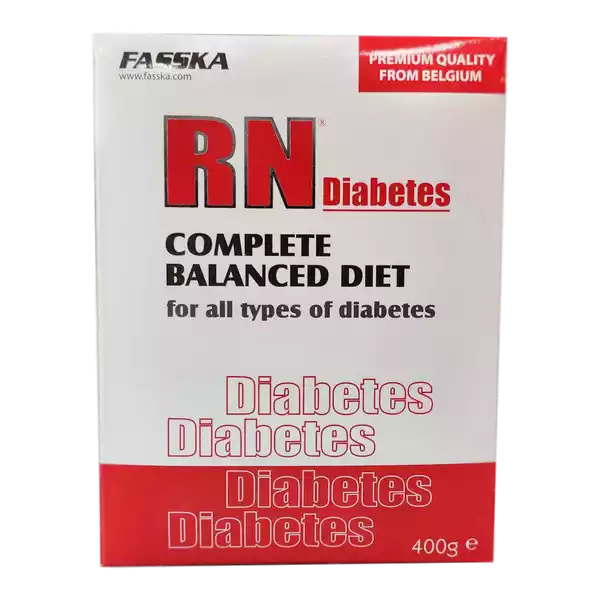 FASSKA
www.fasska.com
PREMIUM QUALITY
FROM BELGIUM
RN®
Diabetes
COMPLETE
BALANCED DIET
for all types of diabetes
Diabetes
Diabetes
Diabetes
Diabetes
400g e